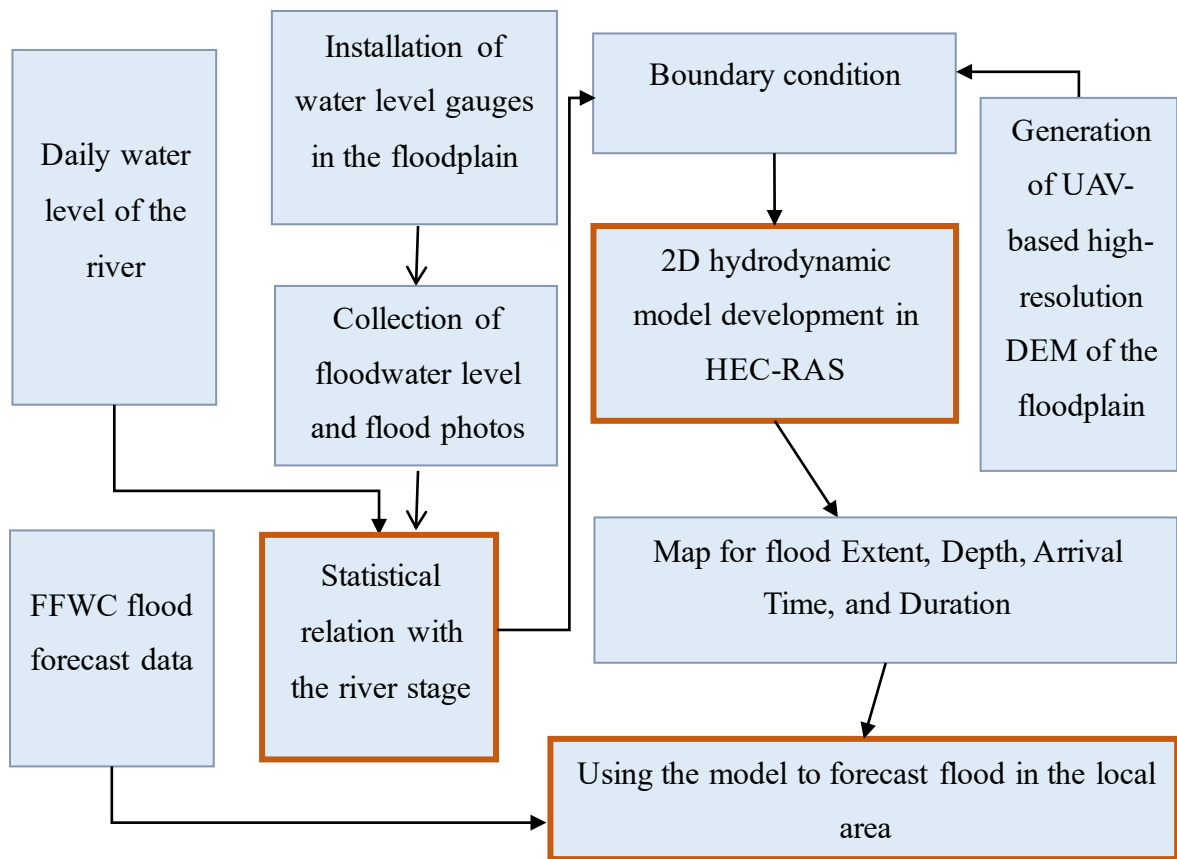 Daily water
level of the
river
Installation of
water level gauges
in the floodplain
Boundary condition
Generation
of UAV-
based high-
resolution
DEM of the
floodplain
2D hydrodynamic
model development in
HEC-RAS
Collection of
floodwater level
and flood photos
FFWC flood
forecast data
Statistical
relation with
the river stage
Map for flood Extent, Depth, Arrival
Time, and Duration
Using the model to forecast flood in the local
area